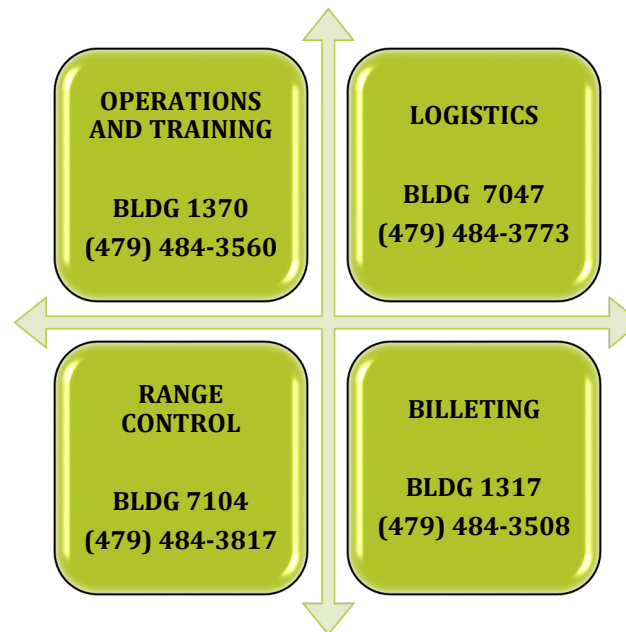 OPERATIONS
AND TRAINING
BLDG 1370
(479) 484-3560
LOGISTICS
BLDG  7047
(479) 484-3773
RANGE
CONTROL
BLDG 7104
(479) 484-3817
BILLETING
BLDG 1317
(479) 484-3508